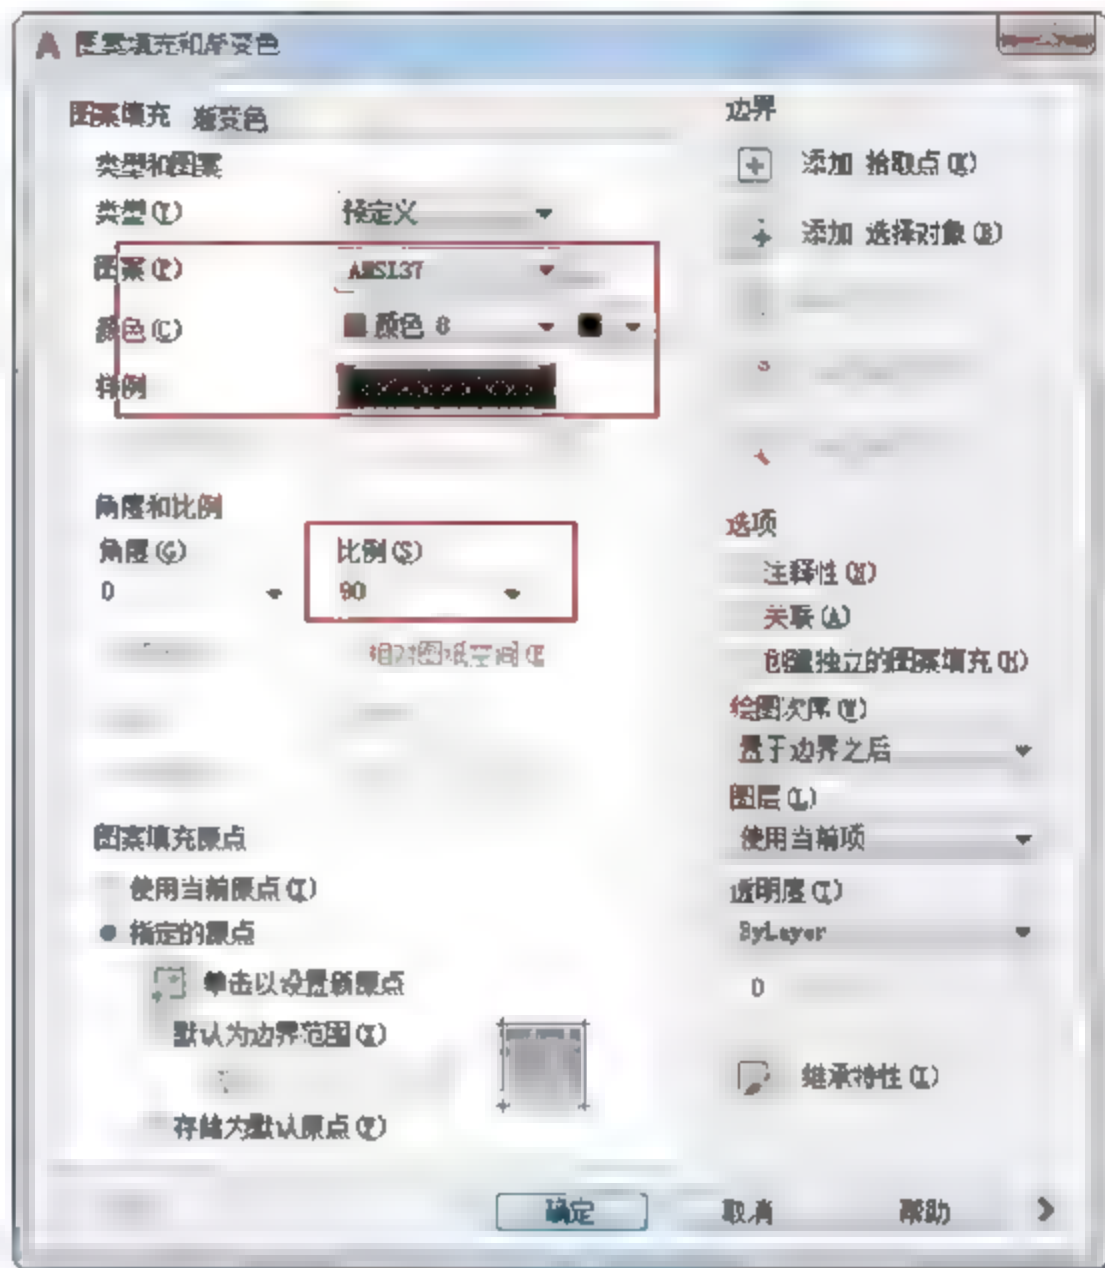 图案填充和渐变色
图案填充 渐变色
类型和图案
类型(Y)
预定义
图案(P)
ANSI37
颜色(C)
颜色 8
样例
角度和比例
角度(G)
比例(S)
0
90
相对图纸空间(E
图案填充原点
使用当前原点(T)
指定的原点
单击以设置新原点
默认为边界范围(X)
存储为默认原点(F)
边界
添加 拾取点(K)
添加 选择对象(B)
选项
注释性(N)
关联(A)
创建独立的图案填充(H)
绘图次序(W)
置于边界之后
图层(L)
使用当前项
透明度(T)
ByLayer
0
继承特性(I)
确定
取消
帮助